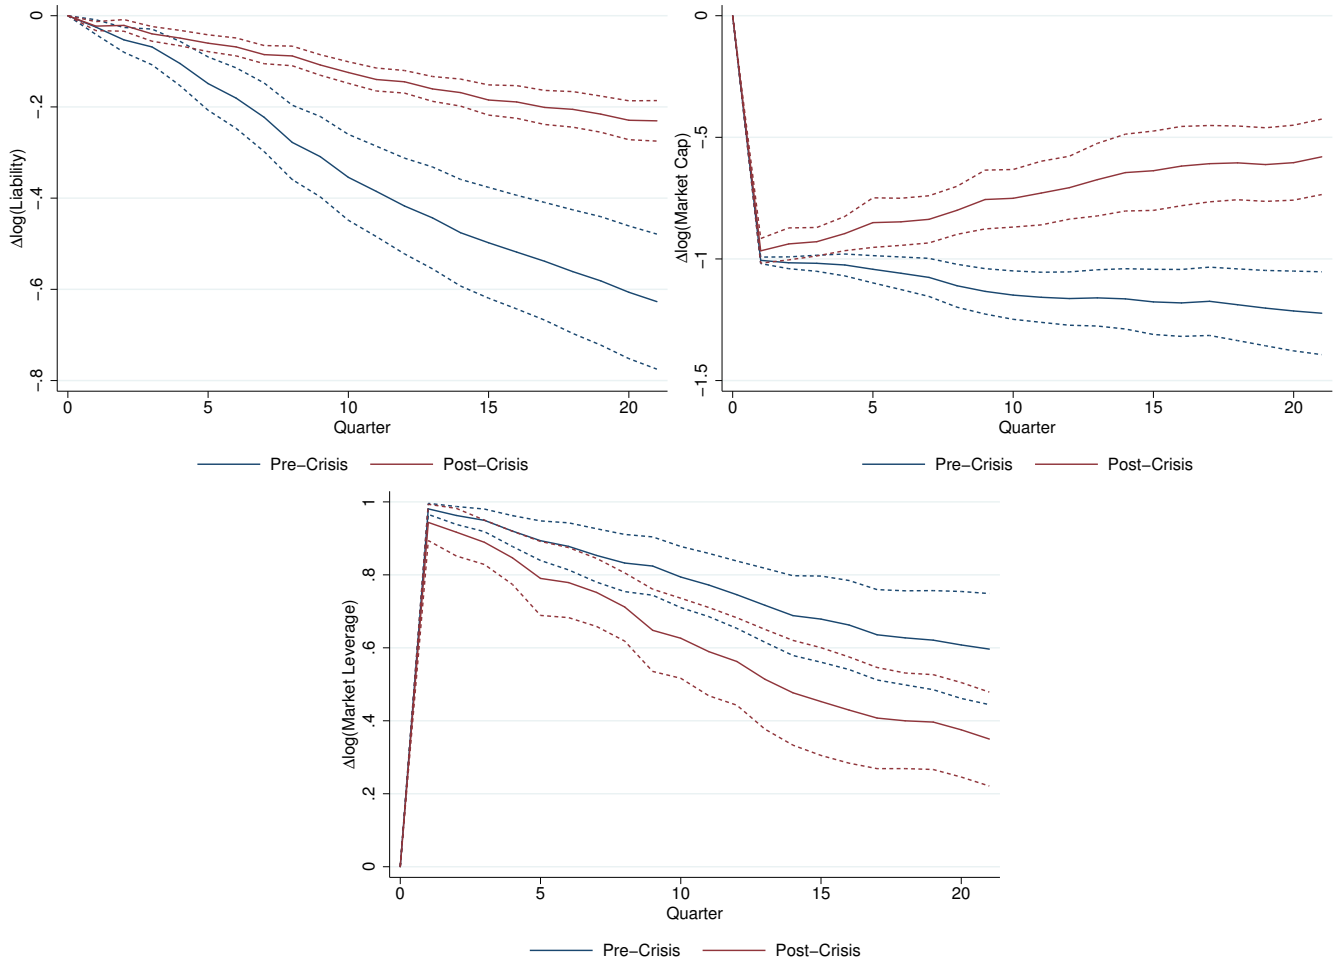 0
-.2
-.4
-.6
-.8
Δlog(Liability)
0 5 10 15 20
Quarter
Pre-Crisis Post-Crisis
0
-.5
-1
-1.5
Δlog(Market Cap)
0 5 10 15 20
Quarter
Pre-Crisis Post-Crisis
1
.8
.6
.4
.2
0
Δlog(Market Leverage)
0 5 10 15 20
Quarter
Pre-Crisis Post-Crisis